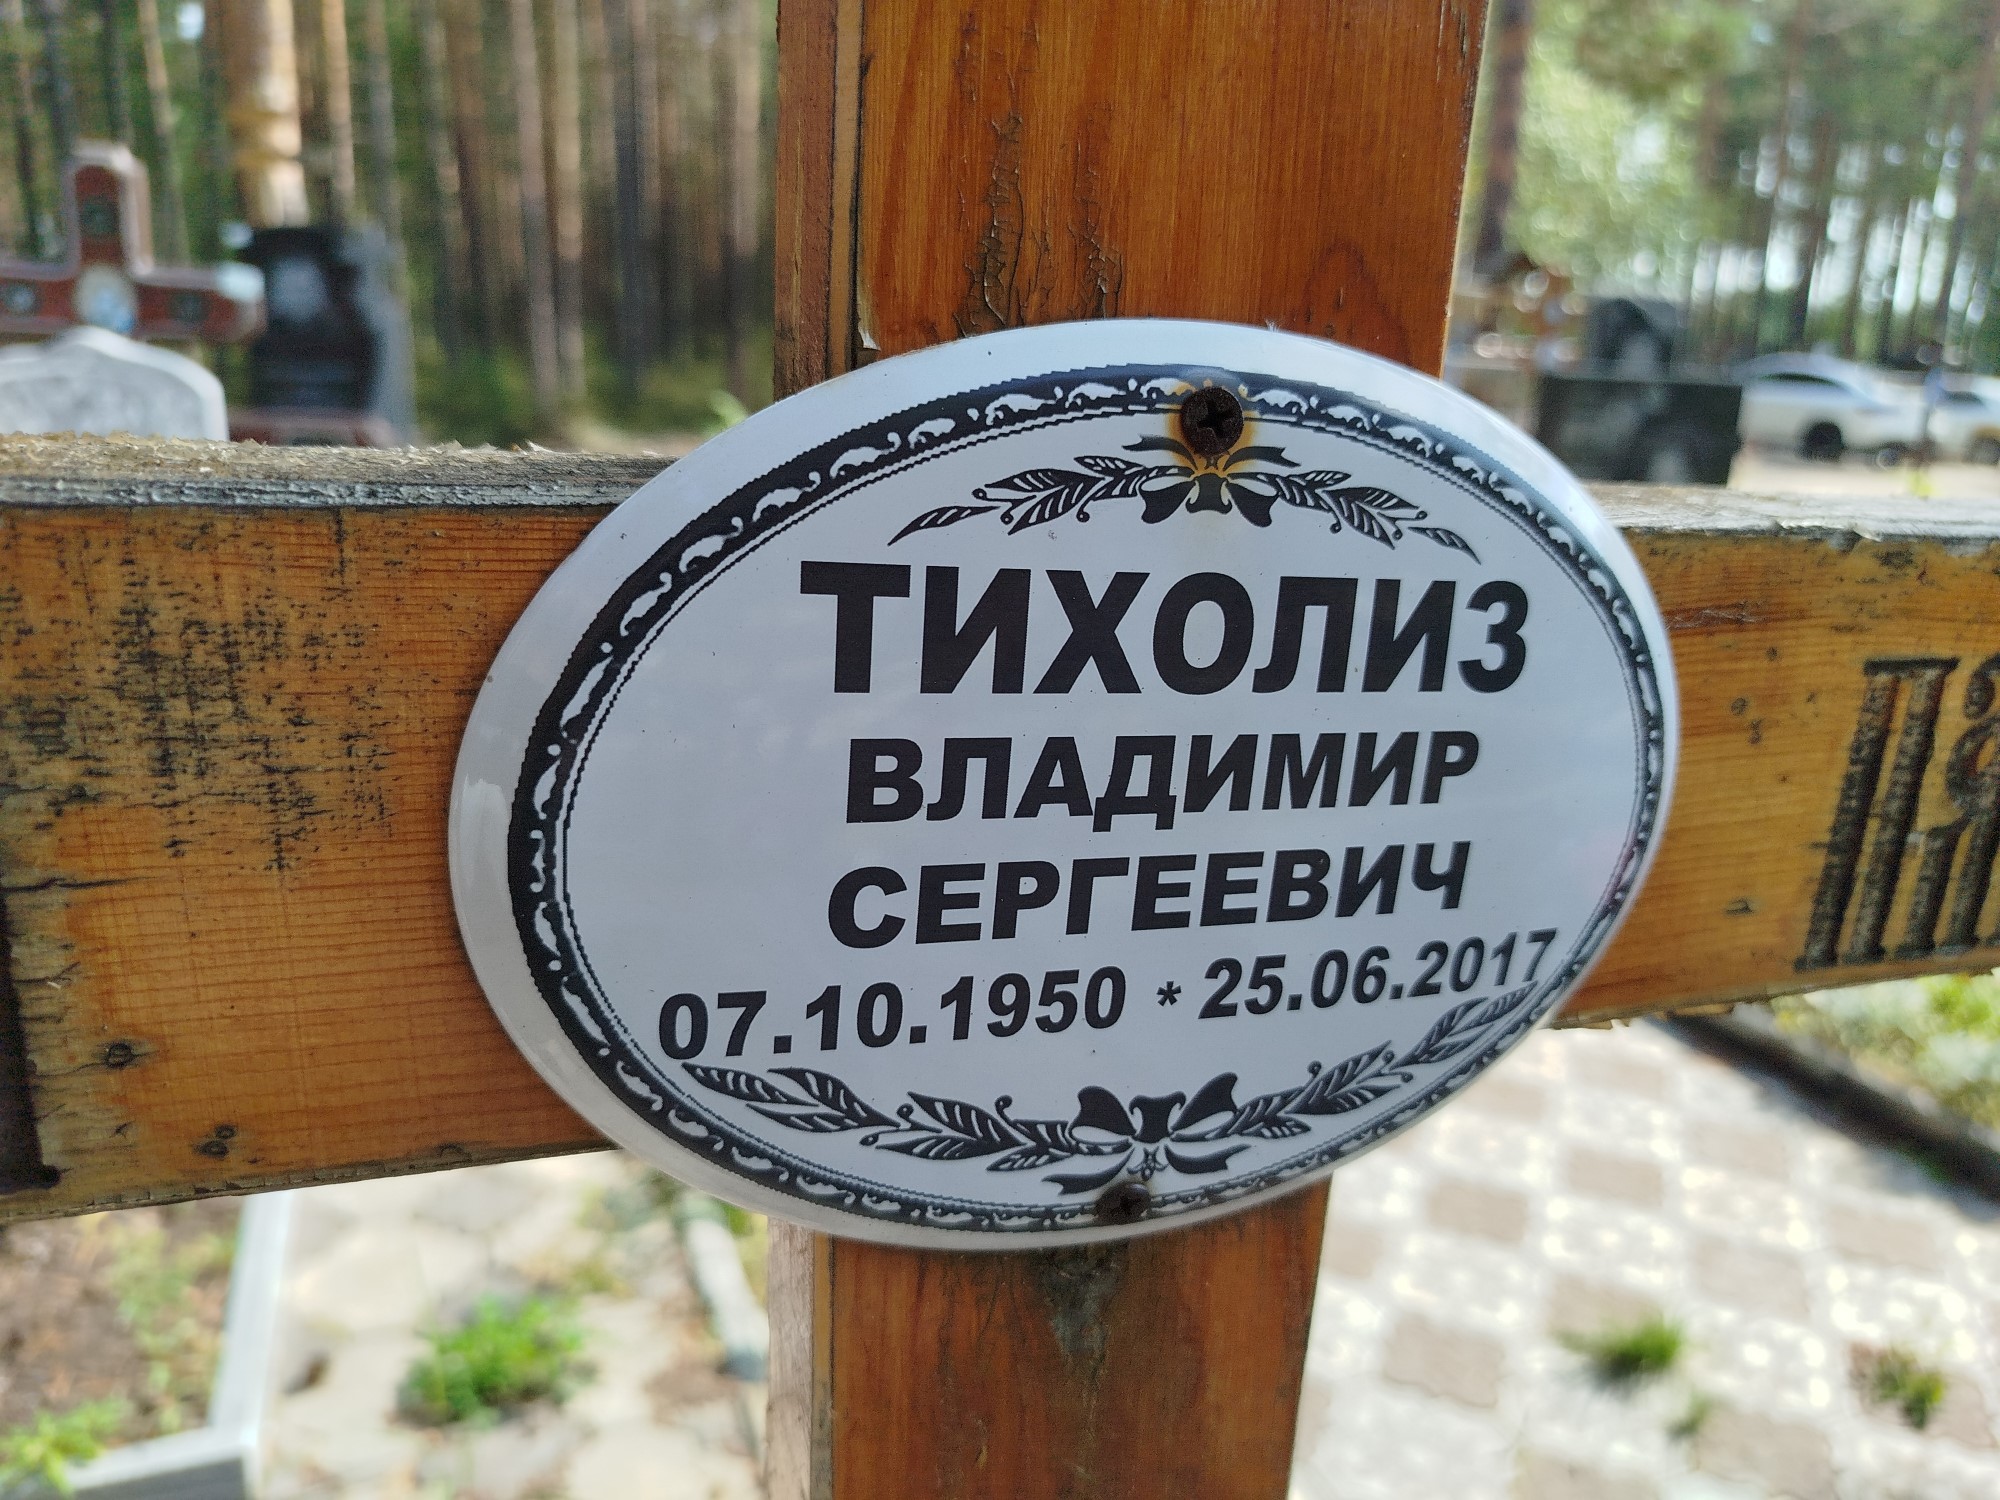 ТИХОЛИЗ
ВЛАДИМИР
СЕРГЕЕВИЧ
07.10.1950 * 25.06.2017